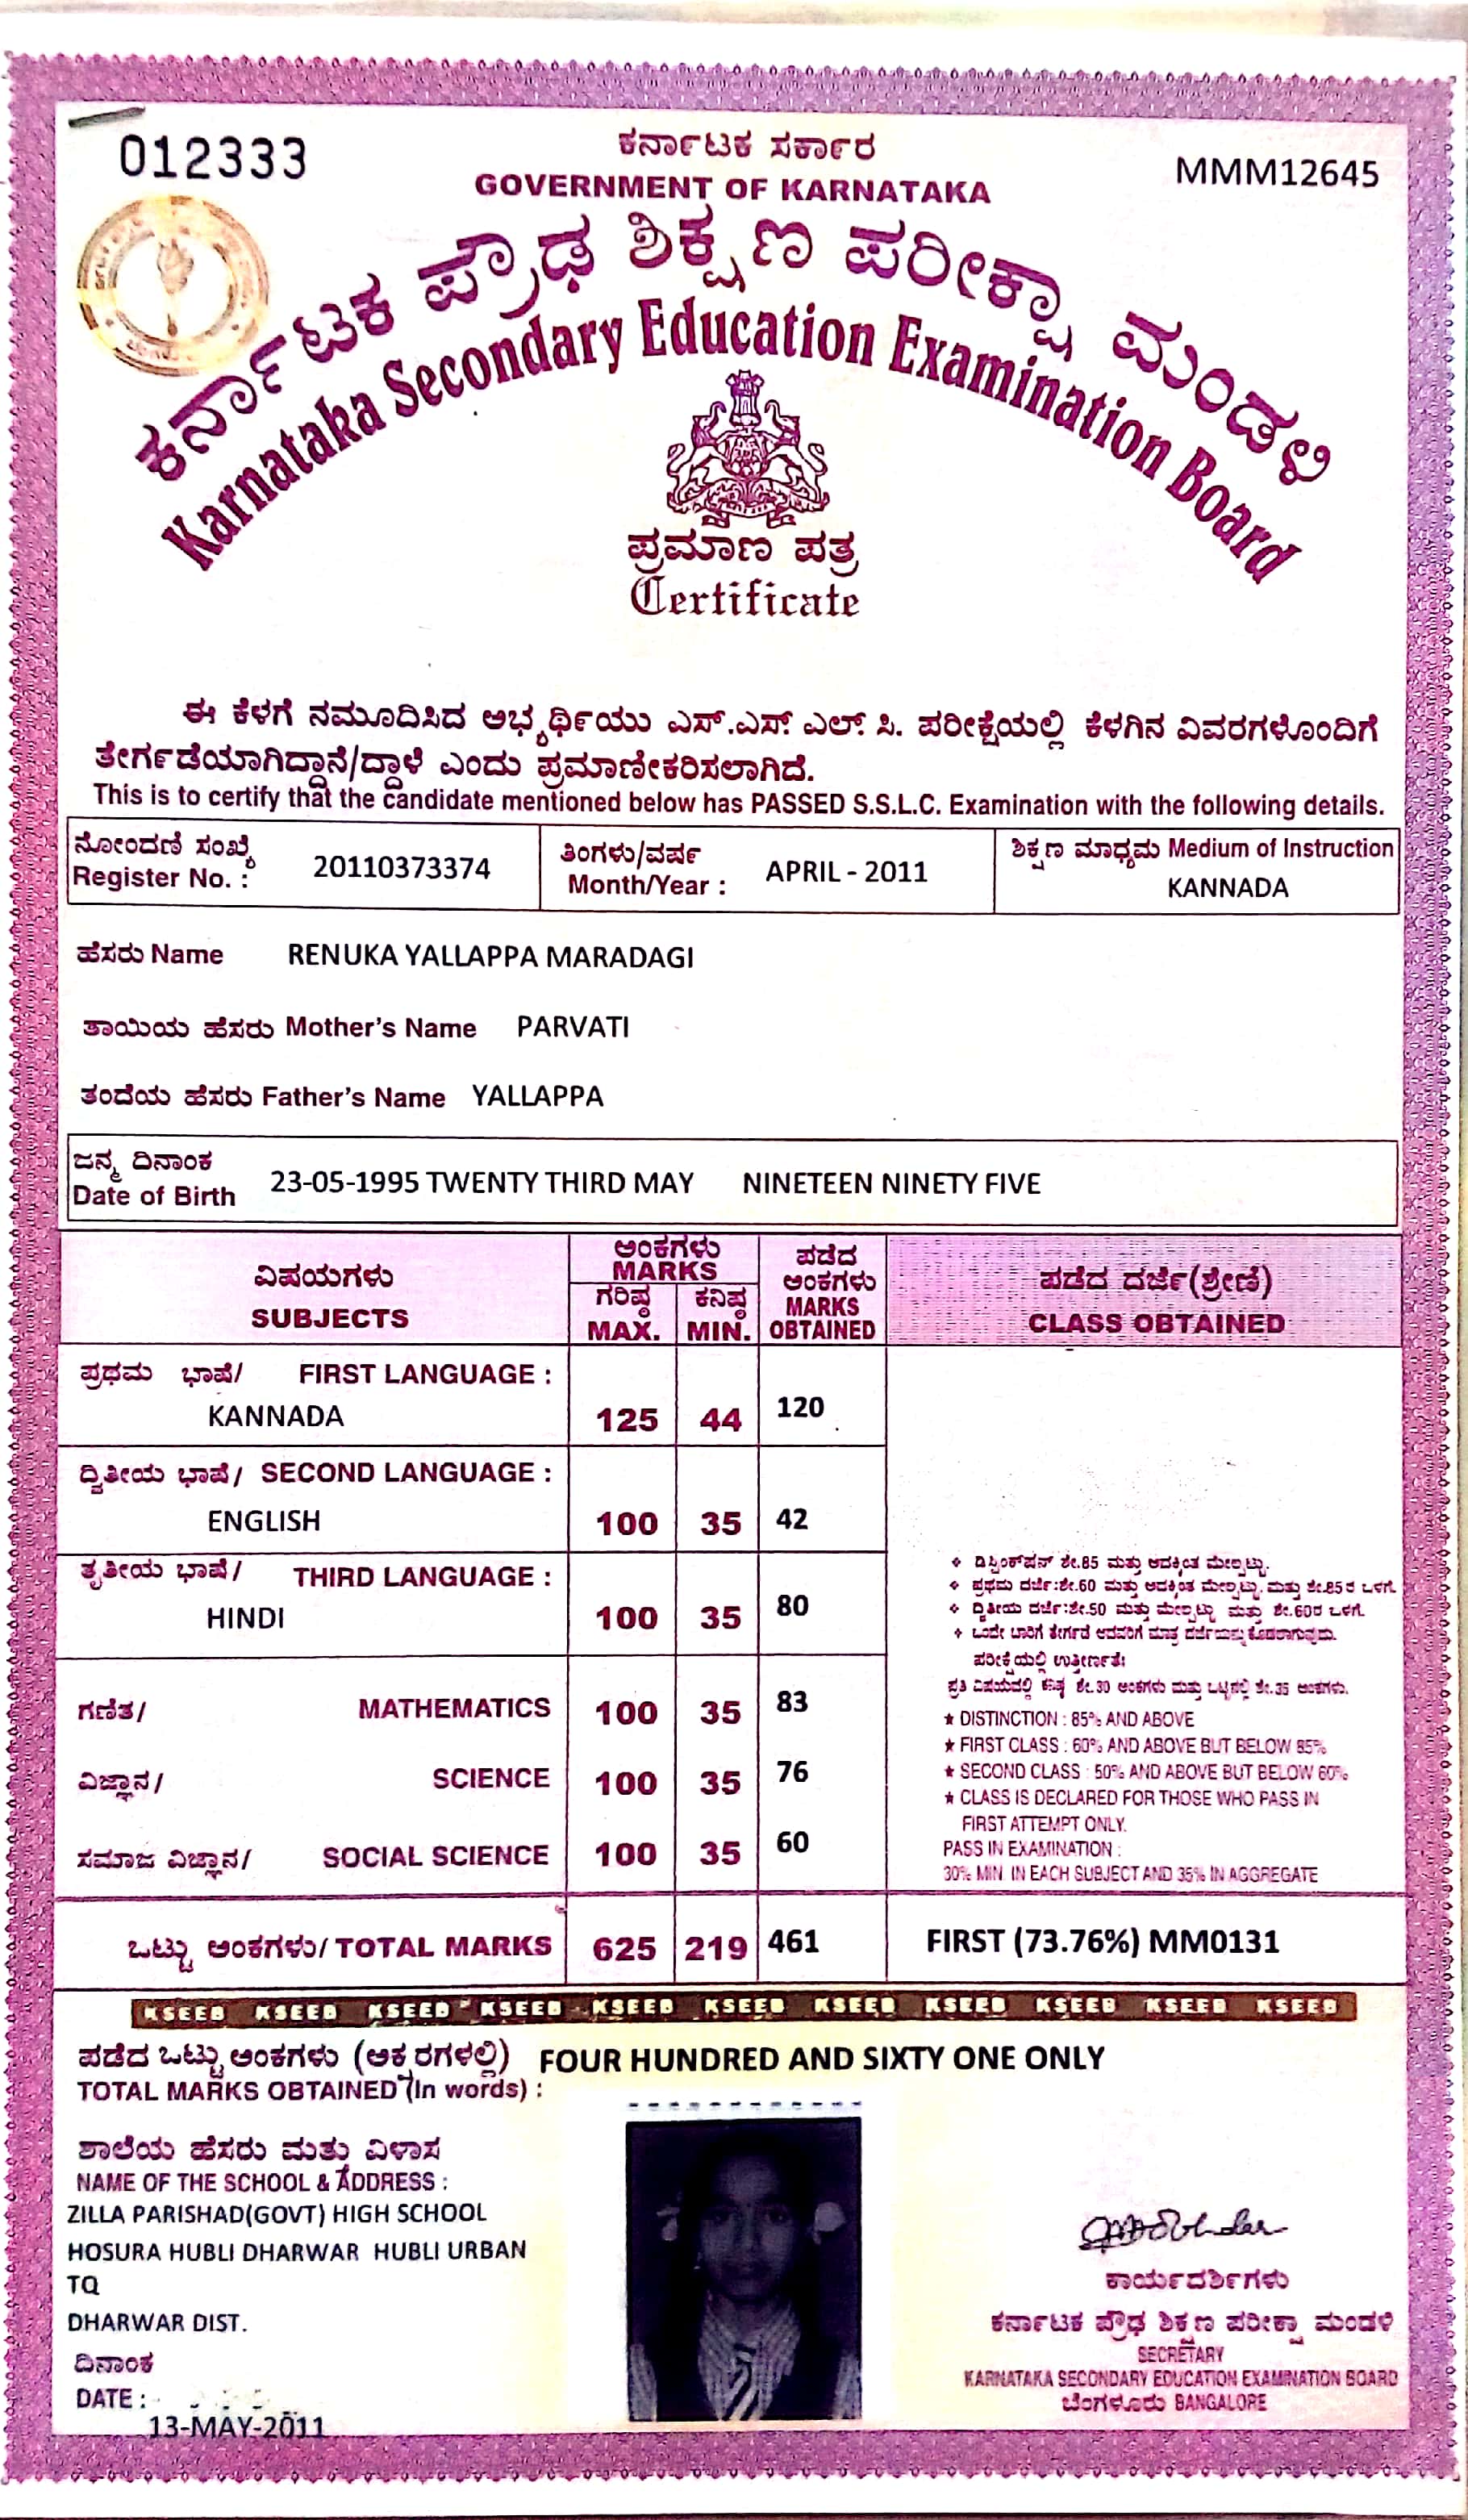 012333
ಕರ್ನಾಟಕ ಸರ್ಕಾರ
MMM12645
GOVERNMENT OF KARNATAKA
ಕರ್ನಾಟಕ ಪ್ರೌಢ ಶಿಕ್ಷಣ ಪರೀಕ್ಷಾ ಮಂಡಳಿ
Karnataka Secondary Education Examination Board
ಪ್ರಮಾಣ ಪತ್ರ
Certificate
ಈ ಕೆಳಗೆ ನಮೂದಿಸಿದ ಅಭ್ಯರ್ಥಿಯು ಎಸ್.ಎಸ್. ಎಲ್. ಸಿ. ಪರೀಕ್ಷೆಯಲ್ಲಿ ಕೆಳಗಿನ ವಿವರಗಳೊಂದಿಗೆ
ತೇರ್ಗಡೆಯಾಗಿದ್ದಾನೆ/ದ್ದಾಳೆ ಎಂದು ಪ್ರಮಾಣೀಕರಿಸಲಾಗಿದೆ.
This is to certify that the candidate mentioned below has PASSED S.S.L.C. Examination with the following details.
ನೋಂದಣಿ ಸಂಖ್ಯೆ
Register No. : 20110373374
ತಿಂಗಳು/ವರ್ಷ
Month/Year : APRIL - 2011
ಶಿಕ್ಷಣ ಮಾಧ್ಯಮ Medium of Instruction
KANNADA
ಹೆಸರು Name RENUKA YALLAPPA MARADAGI
ತಾಯಿಯ ಹೆಸರು Mother's Name PARVATI
ತಂದೆಯ ಹೆಸರು Father's Name YALLAPPA
ಜನ್ಮ ದಿನಾಂಕ
Date of Birth 23-05-1995 TWENTY THIRD MAY NINETEEN NINETY FIVE
ವಿಷಯಗಳು
SUBJECTS
ಅಂಕಗಳು
MARKS
ಗರಿಷ್ಠ ಕನಿಷ್ಠ
MAX. MIN.
ಪಡೆದ
ಅಂಕಗಳು
MARKS
OBTAINED
ಪಡೆದ ದರ್ಜೆ(ಶ್ರೇಣಿ)
CLASS OBTAINED
ಪ್ರಥಮ ಭಾಷೆ/ FIRST LANGUAGE :
KANNADA 125 44 120
ದ್ವಿತೀಯ ಭಾಷೆ/ SECOND LANGUAGE :
ENGLISH 100 35 42
ತೃತೀಯ ಭಾಷೆ/ THIRD LANGUAGE :
HINDI 100 35 80
ಗಣಿತ/ MATHEMATICS 100 35 83
ವಿಜ್ಞಾನ/ SCIENCE 100 35 76
ಸಮಾಜ ವಿಜ್ಞಾನ/ SOCIAL SCIENCE 100 35 60
❖ ಡಿಸ್ಟಿಂಕ್ಷನ್ ಶೇ.85 ಮತ್ತು ಅದಕ್ಕಿಂತ ಮೇಲ್ಪಟ್ಟು.
❖ ಪ್ರಥಮ ದರ್ಜೆ:ಶೇ.60 ಮತ್ತು ಅದಕ್ಕಿಂತ ಮೇಲ್ಪಟ್ಟು ಮತ್ತು ಶೇ.85ರ ಒಳಗೆ.
❖ ದ್ವಿತೀಯ ದರ್ಜೆ:ಶೇ.50 ಮತ್ತು ಮೇಲ್ಪಟ್ಟು ಮತ್ತು ಶೇ.60ರ ಒಳಗೆ.
❖ ಒಂದೇ ಬಾರಿಗೆ ತೇರ್ಗಡೆ ಆದವರಿಗೆ ಮಾತ್ರ ದರ್ಜೆಯನ್ನು ಕೊಡಲಾಗುವುದು.
ಪರೀಕ್ಷೆಯಲ್ಲಿ ಉತ್ತೀರ್ಣತೆ:
ಪ್ರತಿ ವಿಷಯದಲ್ಲಿ ಕನಿಷ್ಠ ಶೇ.30 ಅಂಕಗಳು ಮತ್ತು ಒಟ್ಟಿನಲ್ಲಿ ಶೇ.35 ಅಂಕಗಳು.
★ DISTINCTION : 85% AND ABOVE
★ FIRST CLASS : 60% AND ABOVE BUT BELOW 85%
★ SECOND CLASS : 50% AND ABOVE BUT BELOW 60%
★ CLASS IS DECLARED FOR THOSE WHO PASS IN
FIRST ATTEMPT ONLY.
PASS IN EXAMINATION :
30% MIN. IN EACH SUBJECT AND 35% IN AGGREGATE
ಒಟ್ಟು ಅಂಕಗಳು/ TOTAL MARKS 625 219 461 FIRST (73.76%) MM0131
KSEEB KSEEB KSEEB KSEEB KSEEB KSEEB KSEEB KSEEB KSEEB KSEEB KSEEB
ಪಡೆದ ಒಟ್ಟು ಅಂಕಗಳು (ಅಕ್ಷರಗಳಲ್ಲಿ) FOUR HUNDRED AND SIXTY ONE ONLY
TOTAL MARKS OBTAINED (In words) :
ಶಾಲೆಯ ಹೆಸರು ಮತ್ತು ವಿಳಾಸ
NAME OF THE SCHOOL & ADDRESS :
ZILLA PARISHAD(GOVT) HIGH SCHOOL
HOSURA HUBLI DHARWAR HUBLI URBAN
TQ
DHARWAR DIST.
ದಿನಾಂಕ
DATE :
13-MAY-2011
ಕಾರ್ಯದರ್ಶಿಗಳು
ಕರ್ನಾಟಕ ಪ್ರೌಢ ಶಿಕ್ಷಣ ಪರೀಕ್ಷಾ ಮಂಡಳಿ
SECRETARY
KARNATAKA SECONDARY EDUCATION EXAMINATION BOARD
ಬೆಂಗಳೂರು BANGALORE